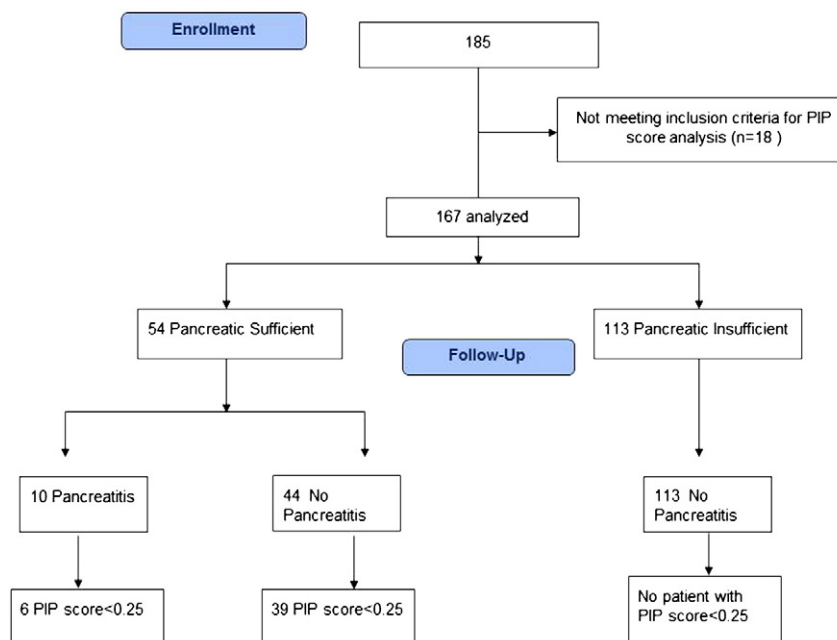 Enrollment
185
Not meeting inclusion criteria for PIP
score analysis (n=18 )
167 analyzed
54 Pancreatic Sufficient
113 Pancreatic Insufficient
Follow-Up
10 Pancreatitis
44 No
Pancreatitis
113 No
Pancreatitis
6 PIP score<0.25
39 PIP score<0.25
No patient with
PIP score<0.25